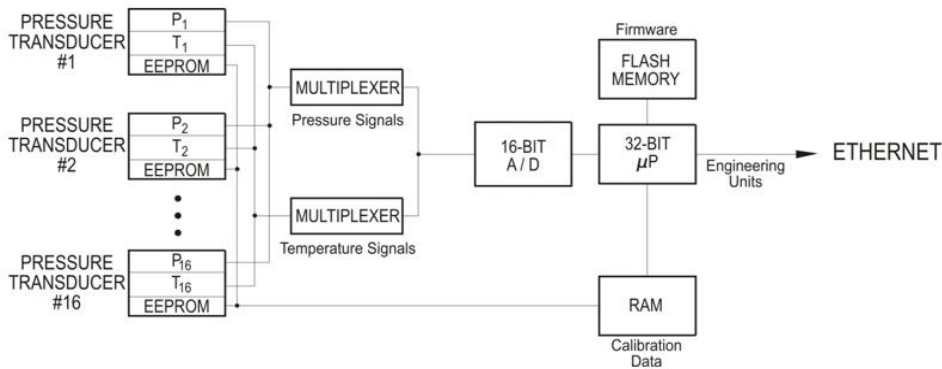 PRESSURE
TRANSDUCER
#1
P1
T1
EEPROM
PRESSURE
TRANSDUCER
#2
P2
T2
EEPROM
PRESSURE
TRANSDUCER
#16
P16
T16
EEPROM
MULTIPLEXER
Pressure Signals
MULTIPLEXER
Temperature Signals
16-BIT
A / D
Firmware
FLASH
MEMORY
32-BIT
µP
Engineering
Units
ETHERNET
RAM
Calibration
Data